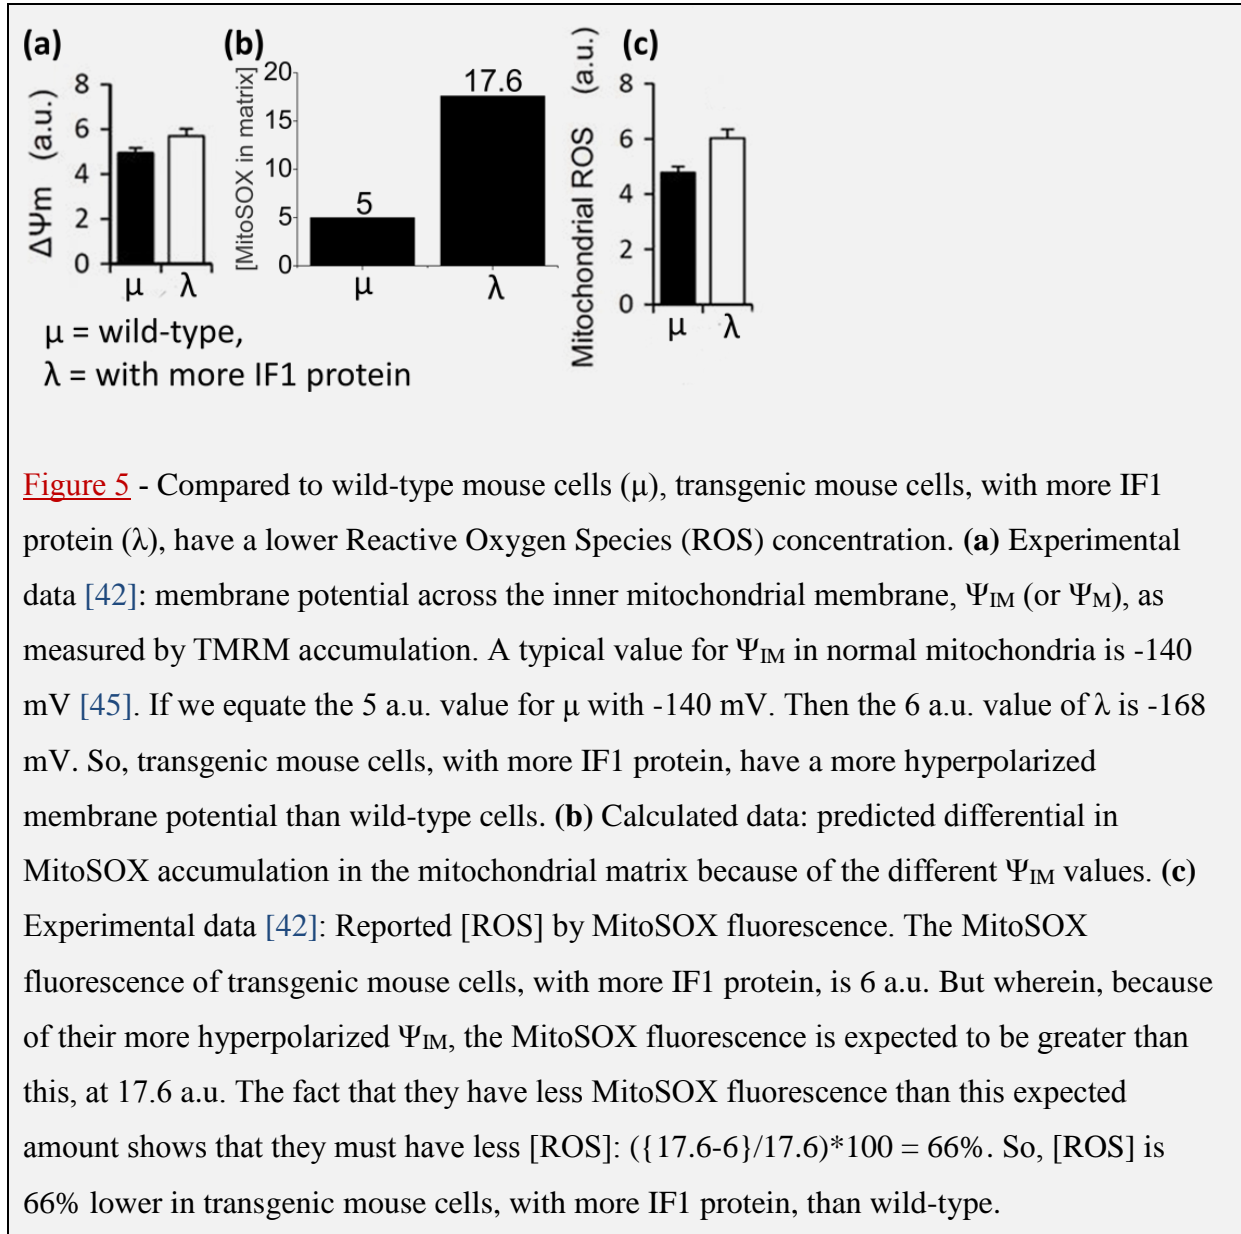 (a) (b) (c)
ΔΨm (a.u.)
8
6
4
2
0
μ λ
[MitoSOX in matrix]
20
15
10
5
0
5
17.6
μ λ
Mitochondrial ROS (a.u.)
8
6
4
2
0
μ λ
μ = wild-type,
λ = with more IF1 protein
Figure 5 - Compared to wild-type mouse cells (μ), transgenic mouse cells, with more IF1
protein (λ), have a lower Reactive Oxygen Species (ROS) concentration. (a) Experimental
data [42]: membrane potential across the inner mitochondrial membrane, ΨIM (or ΨM), as
measured by TMRM accumulation. A typical value for ΨIM in normal mitochondria is -140
mV [45]. If we equate the 5 a.u. value for μ with -140 mV. Then the 6 a.u. value of λ is -168
mV. So, transgenic mouse cells, with more IF1 protein, have a more hyperpolarized
membrane potential than wild-type cells. (b) Calculated data: predicted differential in
MitoSOX accumulation in the mitochondrial matrix because of the different ΨIM values. (c)
Experimental data [42]: Reported [ROS] by MitoSOX fluorescence. The MitoSOX
fluorescence of transgenic mouse cells, with more IF1 protein, is 6 a.u. But wherein, because
of their more hyperpolarized ΨIM, the MitoSOX fluorescence is expected to be greater than
this, at 17.6 a.u. The fact that they have less MitoSOX fluorescence than this expected
amount shows that they must have less [ROS]: ({17.6-6}/17.6)*100 = 66%. So, [ROS] is
66% lower in transgenic mouse cells, with more IF1 protein, than wild-type.